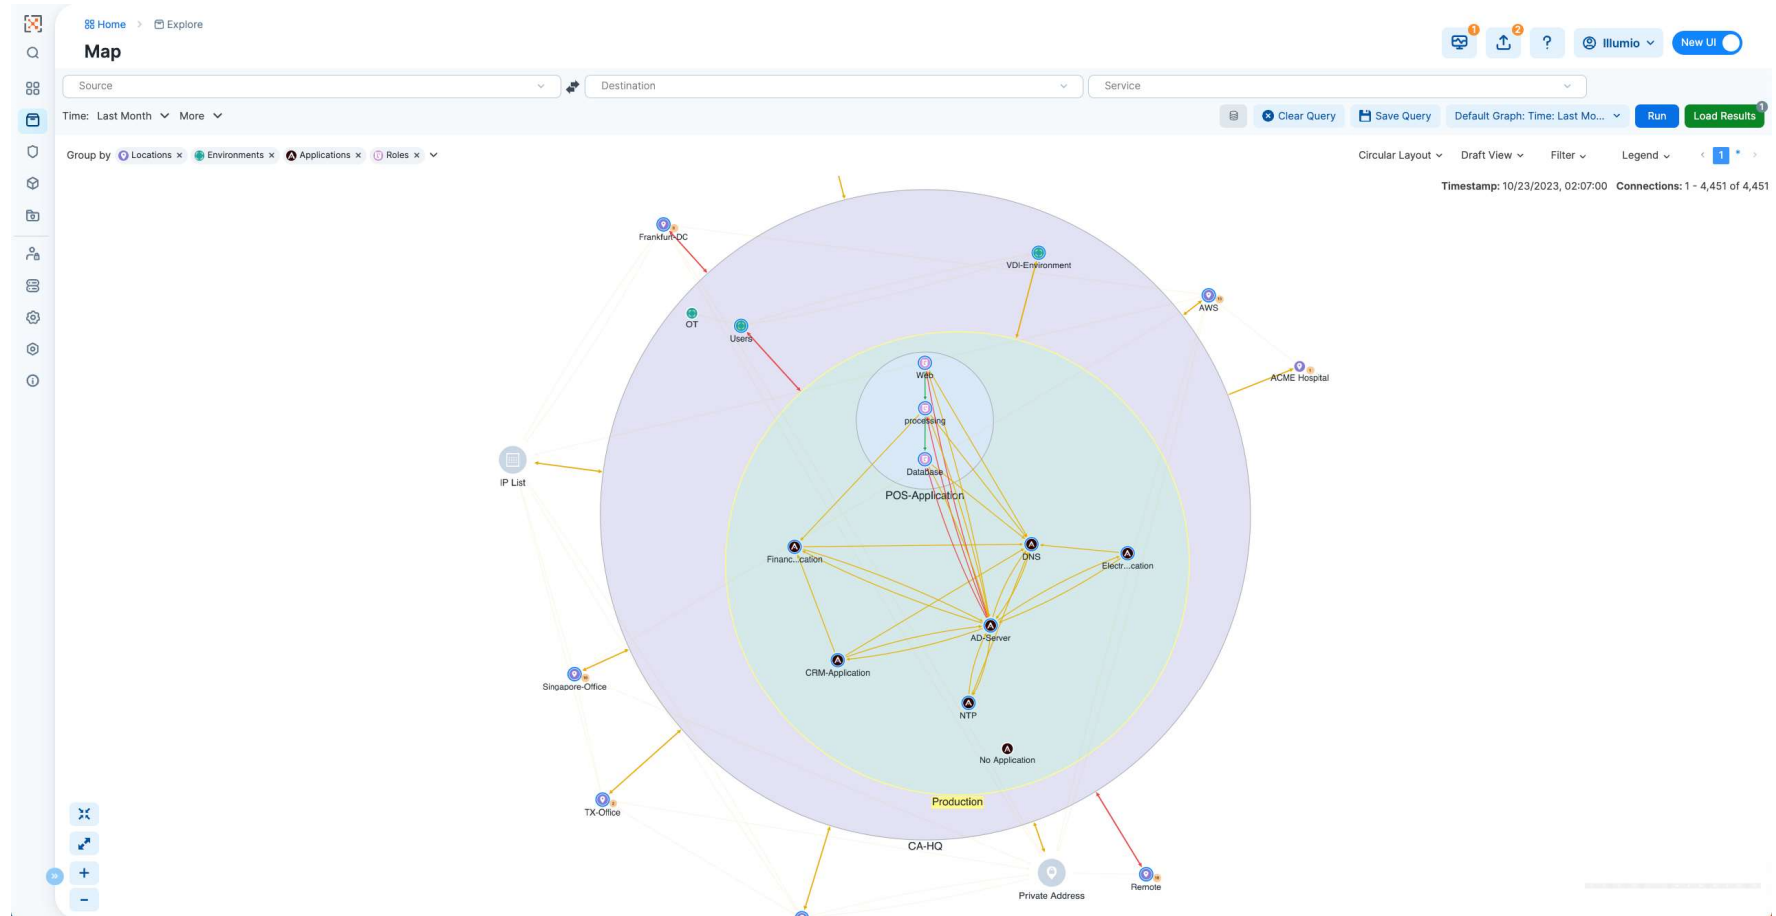 Home > Explore
Map
1
2
?
Illumio
New UI
Source
Destination
Service
Time: Last Month
More
Clear Query
Save Query
Default Graph: Time: Last Mo...
Run
Load Results
1
Group by
Locations ×
Environments ×
Applications ×
Roles ×
Circular Layout
Draft View
Filter
Legend
< 1 * >
Timestamp: 10/23/2023, 02:07:00 Connections: 1 - 4,451 of 4,451
Frankfurt-DC
VDI-Environment
AWS
OT
Users
Web
ACME Hospital
processing
Database
IP List
POS-Application
Financ...cation
DNS
Electr...cation
AD-Server
CRM-Application
Singapore-Office
NTP
No Application
Production
TX-Office
CA-HQ
Private Address
Remote
+
−